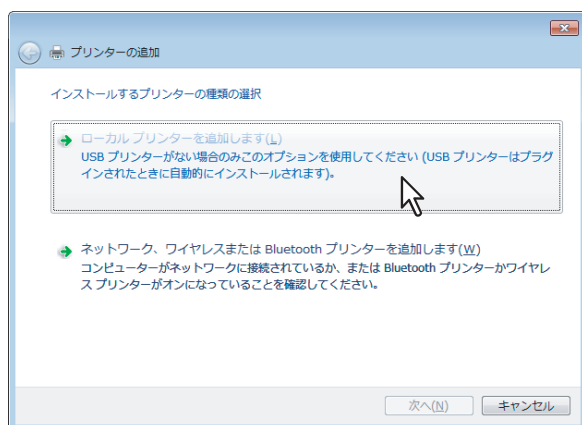 プリンターの追加
インストールするプリンターの種類の選択
ローカル プリンターを追加します(L)
USB プリンターがない場合のみこのオプションを使用してください (USB プリンターはプラグ
インされたときに自動的にインストールされます)。
ネットワーク、ワイヤレスまたは Bluetooth プリンターを追加します(W)
コンピューターがネットワークに接続されているか、または Bluetooth プリンターかワイヤレ
ス プリンターがオンになっていることを確認してください。
次へ(N) キャンセル